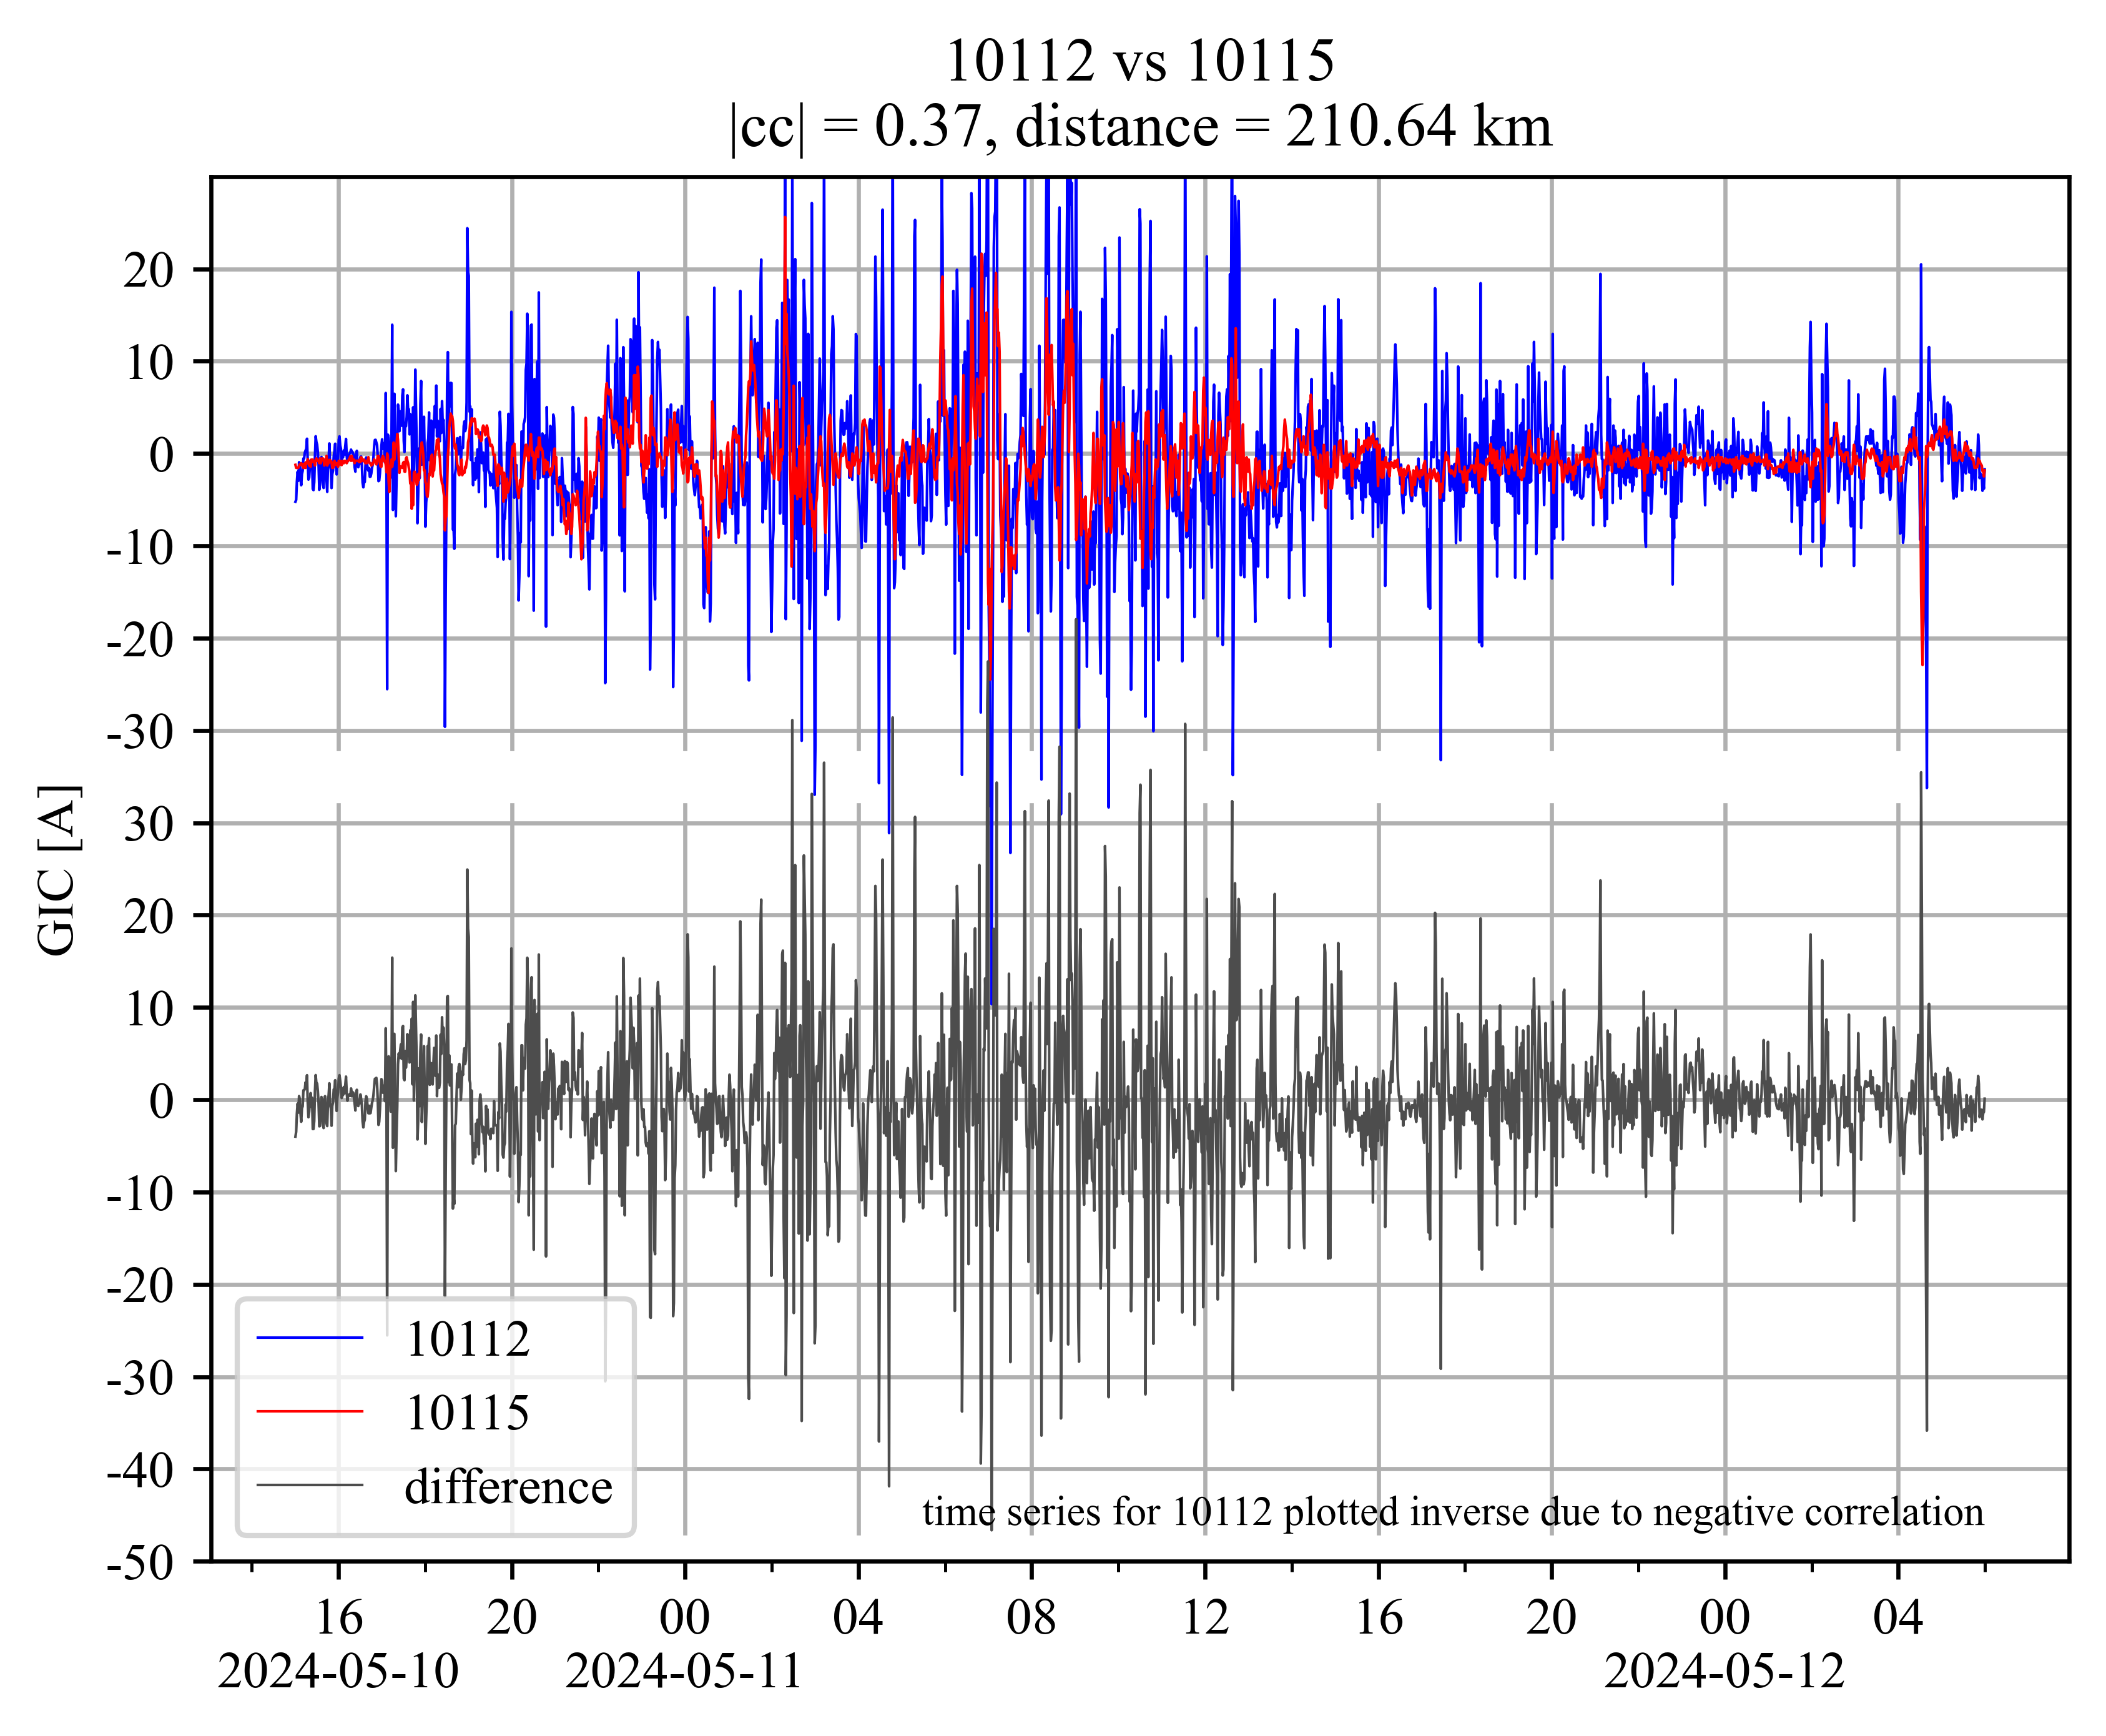 10112 vs 10115
|cc| = 0.37, distance = 210.64 km
GIC [A]
20
10
0
-10
-20
-30
30
20
10
0
-10
-20
-30
-40
-50
10112
10115
difference
time series for 10112 plotted inverse due to negative correlation
16 20 00 04 08 12 16 20 00 04
2024-05-10 2024-05-11 2024-05-12